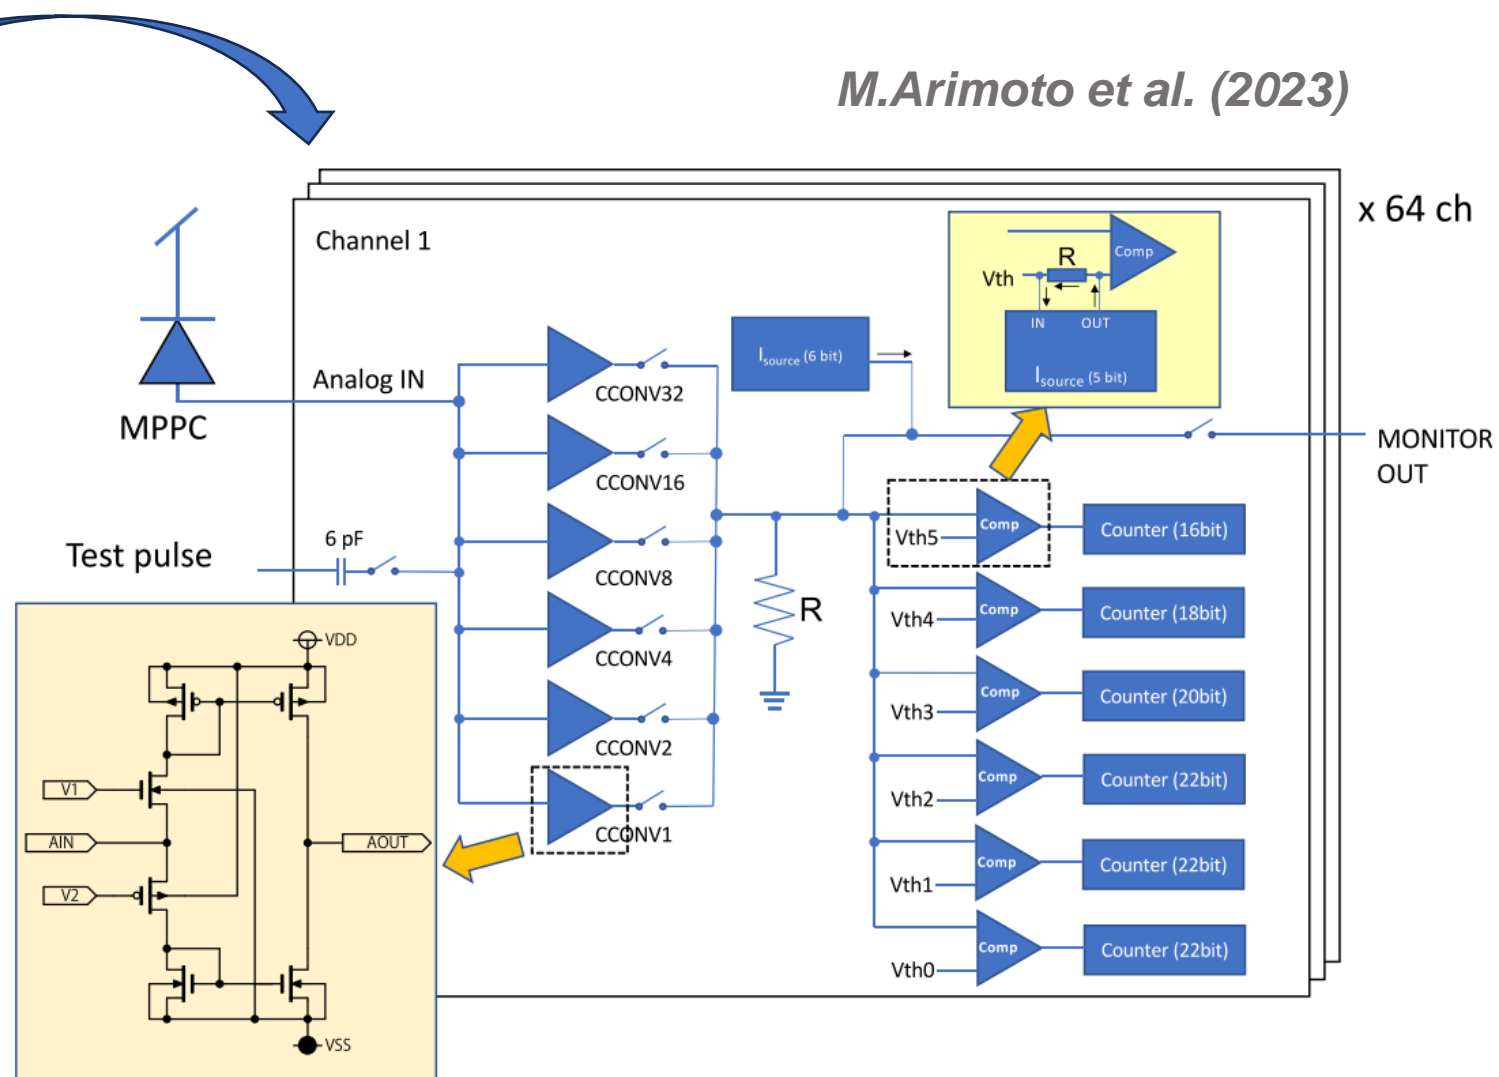 M.Arimoto et al. (2023)
x 64 ch
Channel 1
Comp
R
Vth
IN OUT
Isource (5 bit)
Isource (6 bit)
Analog IN
MPPC
CCONV32
MONITOR
OUT
CCONV16
Comp
Vth5
Counter (16bit)
6 pF
Test pulse
CCONV8
R
Comp
Vth4
Counter (18bit)
VDD
CCONV4
Comp
Vth3
Counter (20bit)
CCONV2
Comp
Vth2
Counter (22bit)
V1
CCONV1
AIN
AOUT
Comp
Vth1
Counter (22bit)
V2
Comp
Vth0
Counter (22bit)
VSS